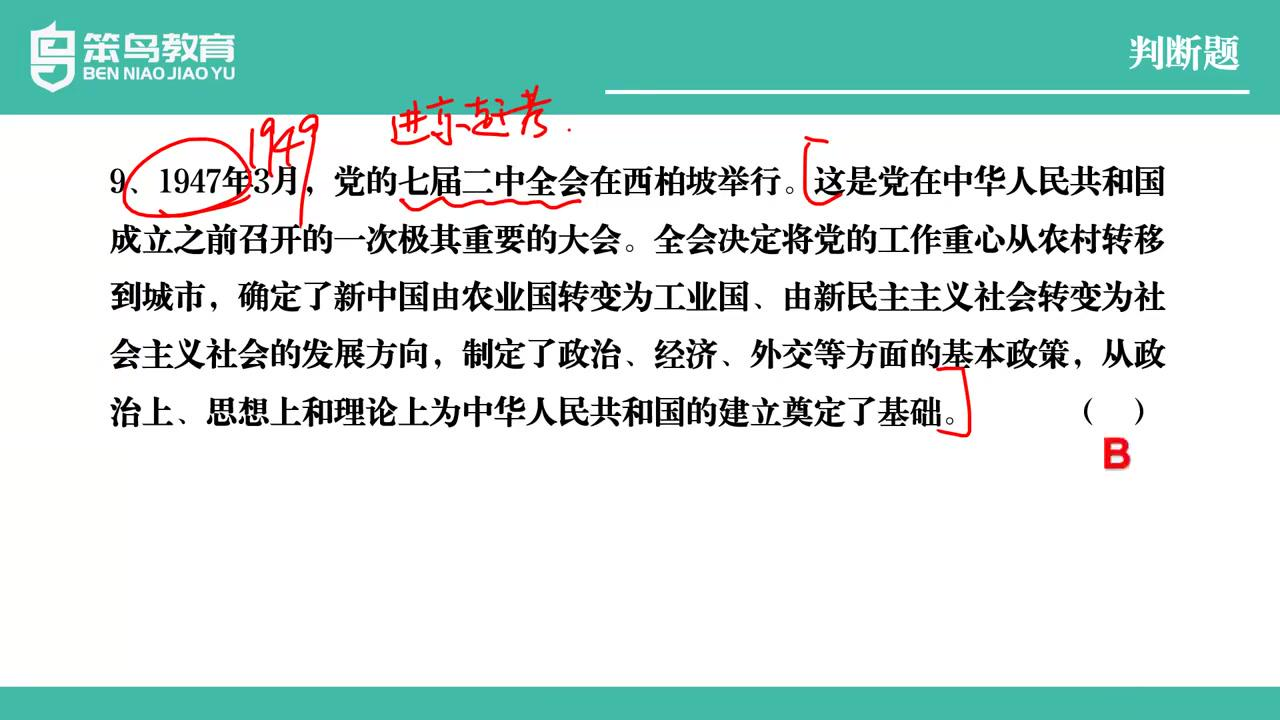 笨鸟教育
BEN NIAO JIAO YU
判断题
1949
进京赶考.
9、1947年3月，党的七届二中全会在西柏坡举行。这是党在中华人民共和国
成立之前召开的一次极其重要的大会。全会决定将党的工作重心从农村转移
到城市，确定了新中国由农业国转变为工业国、由新民主主义社会转变为社
会主义社会的发展方向，制定了政治、经济、外交等方面的基本政策，从政
治上、思想上和理论上为中华人民共和国的建立奠定了基础。 （ ）
B